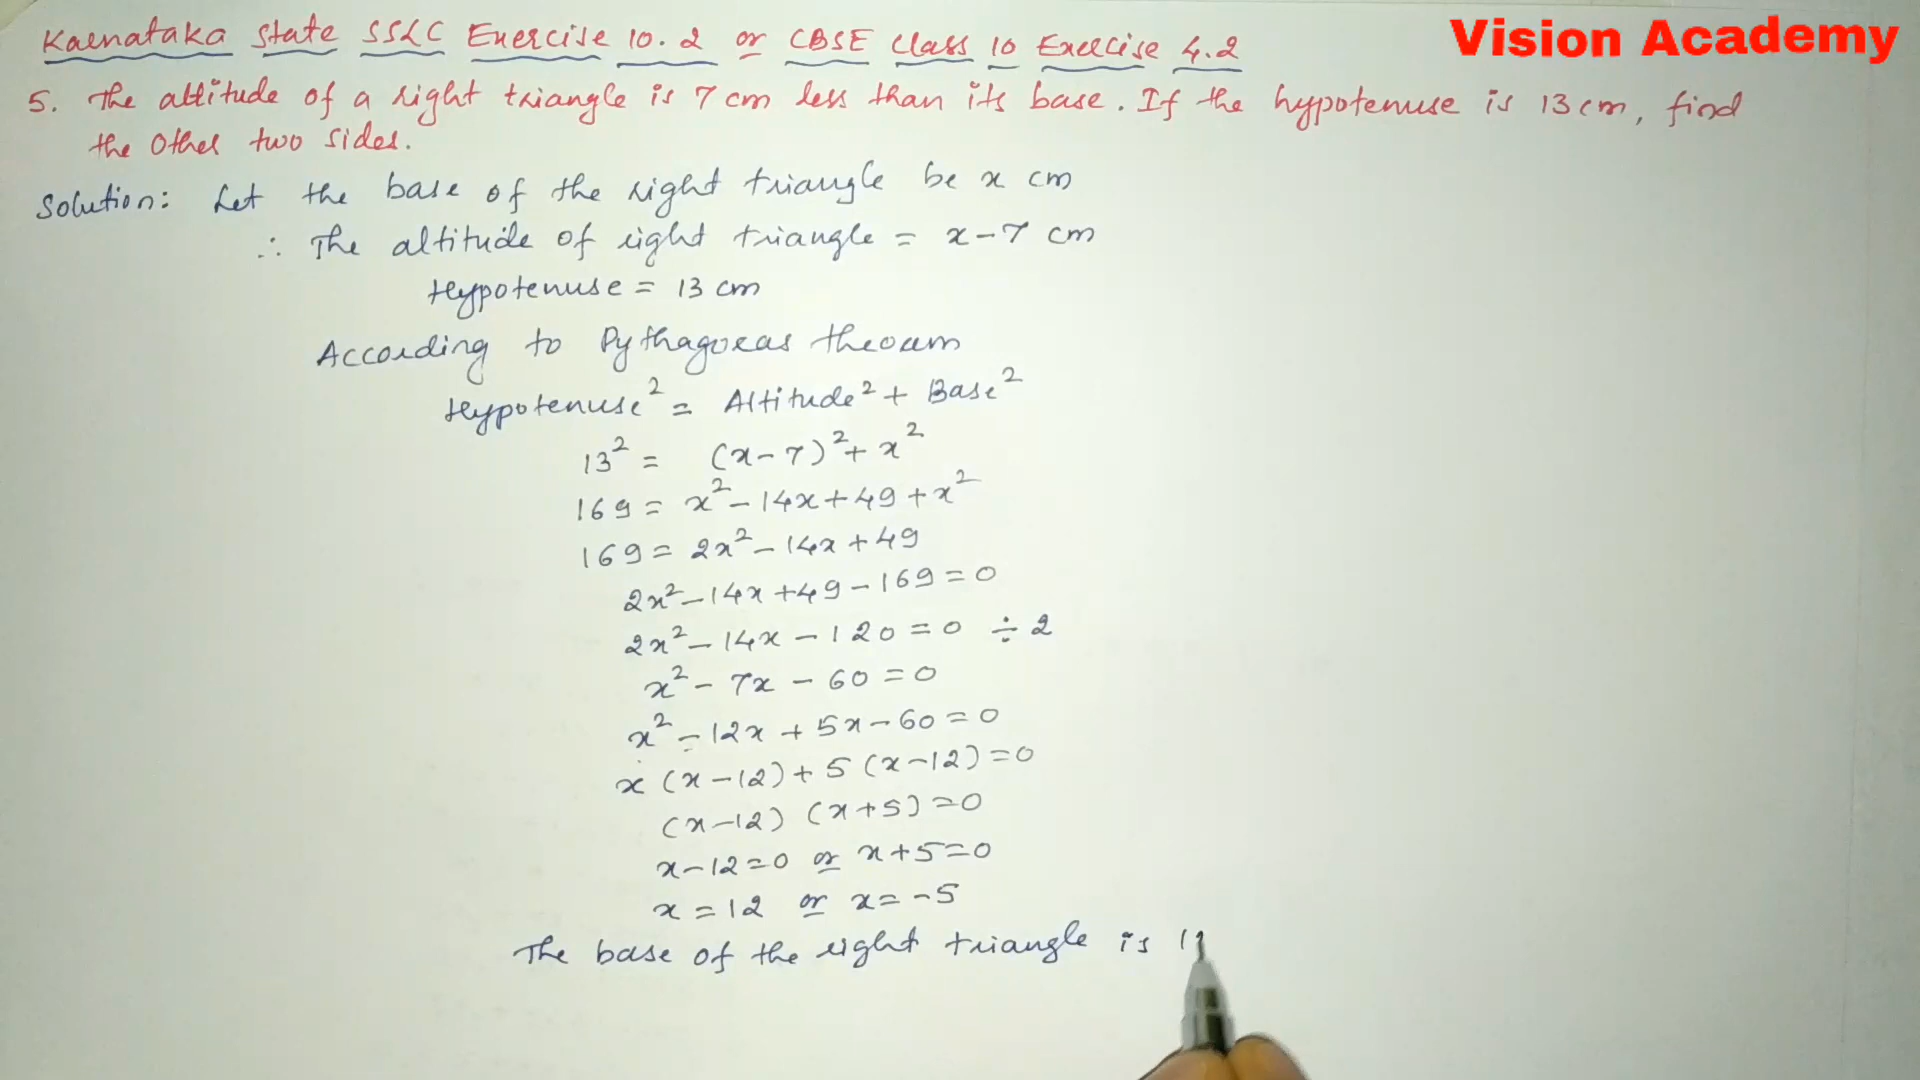 Karnataka State SSLC Exercise 10.2 or CBSE Class 10 Exercise 4.2
Vision Academy
5. The altitude of a right triangle is 7 cm less than its base. If the hypotenuse is 13 cm, find
the other two sides.
Solution: Let the base of the right triangle be x cm
∴ The altitude of right triangle = x-7 cm
Hypotenuse = 13 cm
According to Pythagoras theoram
Hypotenuse² = Altitude² + Base²
13² = (x-7)² + x²
169 = x² - 14x + 49 + x²
169 = 2x² - 14x + 49
2x² - 14x + 49 - 169 = 0
2x² - 14x - 120 = 0 ÷ 2
x² - 7x - 60 = 0
x² - 12x + 5x - 60 = 0
x (x-12) + 5 (x-12) = 0
(x-12) (x+5) = 0
x-12=0 or x+5=0
x = 12 or x = -5
The base of the right triangle is